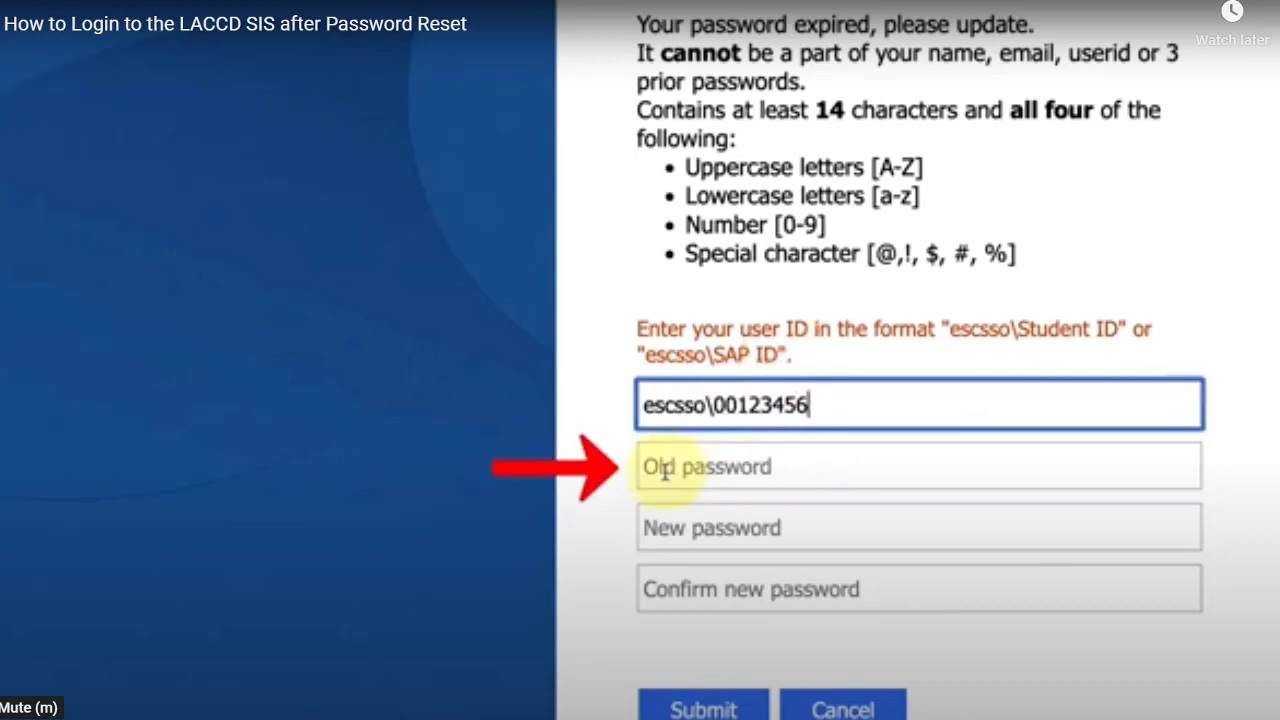 How to Login to the LACCD SIS after Password Reset
Watch later
Your password expired, please update.
It cannot be a part of your name, email, userid or 3
prior passwords.
Contains at least 14 characters and all four of the
following:
• Uppercase letters [A-Z]
• Lowercase letters [a-z]
• Number [0-9]
• Special character [@,!, $, #, %]
Enter your user ID in the format "escsso\Student ID" or
"escsso\SAP ID".
escsso\00123456
Old password
New password
Confirm new password
Submit Cancel
Mute (m)